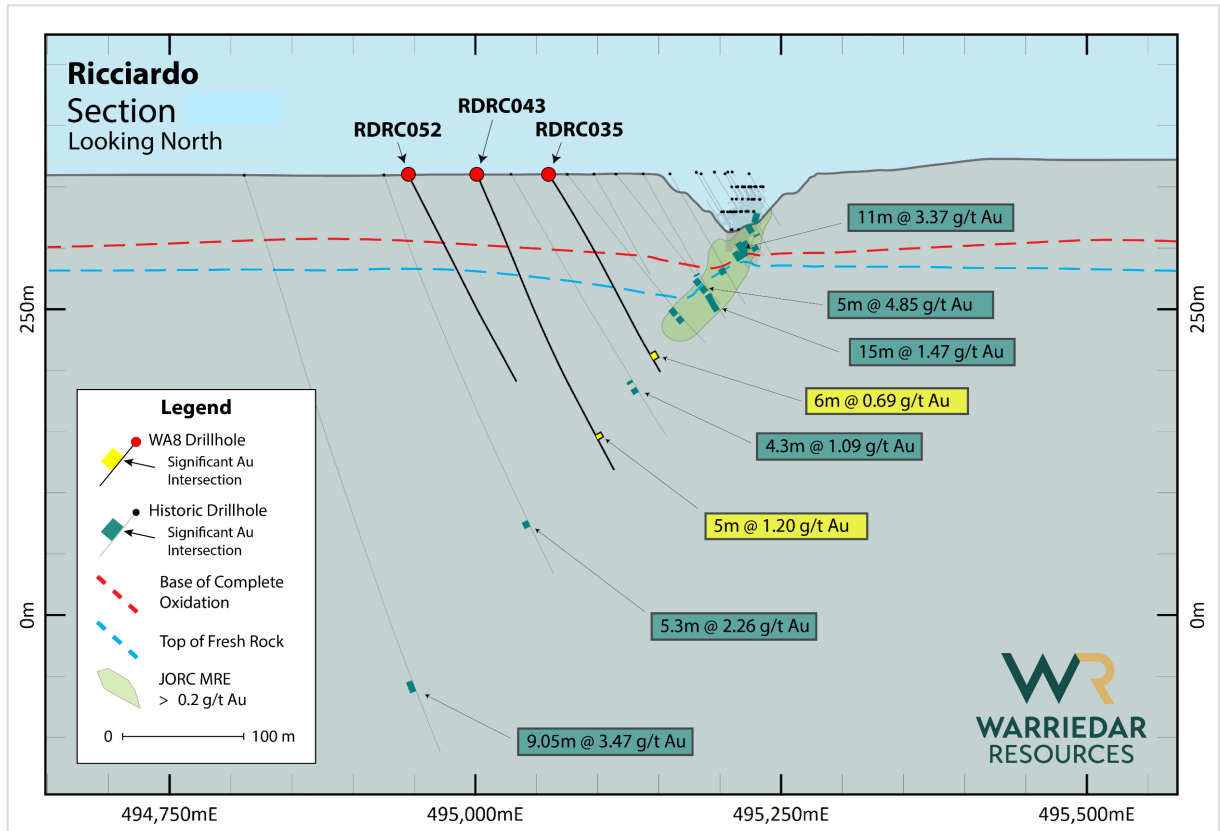 Ricciardo
Section
Looking North
RDRC052
RDRC043
RDRC035
11m @ 3.37 g/t Au
5m @ 4.85 g/t Au
15m @ 1.47 g/t Au
6m @ 0.69 g/t Au
4.3m @ 1.09 g/t Au
5m @ 1.20 g/t Au
5.3m @ 2.26 g/t Au
9.05m @ 3.47 g/t Au
250m
0m
250m
0m
Legend
WA8 Drillhole
Significant Au
Intersection
Historic Drillhole
Significant Au
Intersection
Base of Complete
Oxidation
Top of Fresh Rock
JORC MRE
> 0.2 g/t Au
0 100 m
WR
WARRIEDAR
RESOURCES
494,750mE
495,000mE
495,250mE
495,500mE